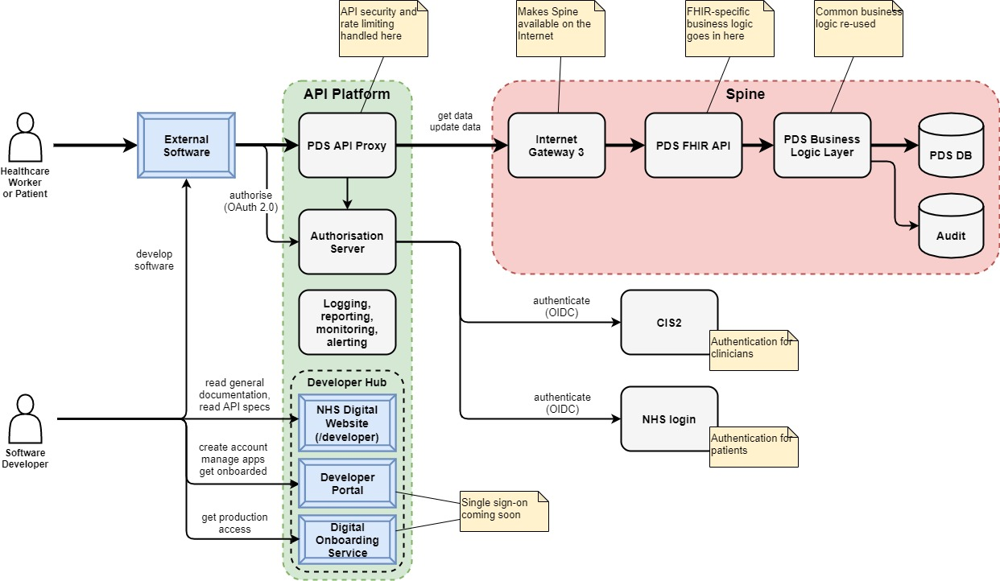 API security and
rate limiting
handled here
Makes Spine
available on the
Internet
FHIR-specific
business logic
goes in here
Common business
logic re-used
API Platform
Spine
Healthcare
Worker
or Patient
External
Software
PDS API Proxy
get data
update data
Internet
Gateway 3
PDS FHIR API
PDS Business
Logic Layer
PDS DB
Audit
authorise
(OAuth 2.0)
Authorisation
Server
develop
software
Logging,
reporting,
monitoring,
alerting
authenticate
(OIDC)
CIS2
Authentication for
clinicians
authenticate
(OIDC)
NHS login
Authentication for
patients
Software
Developer
read general
documentation,
read API specs
create account
manage apps
get onboarded
get production
access
Developer Hub
NHS Digital
Website
(/developer)
Developer
Portal
Digital
Onboarding
Service
Single sign-on
coming soon